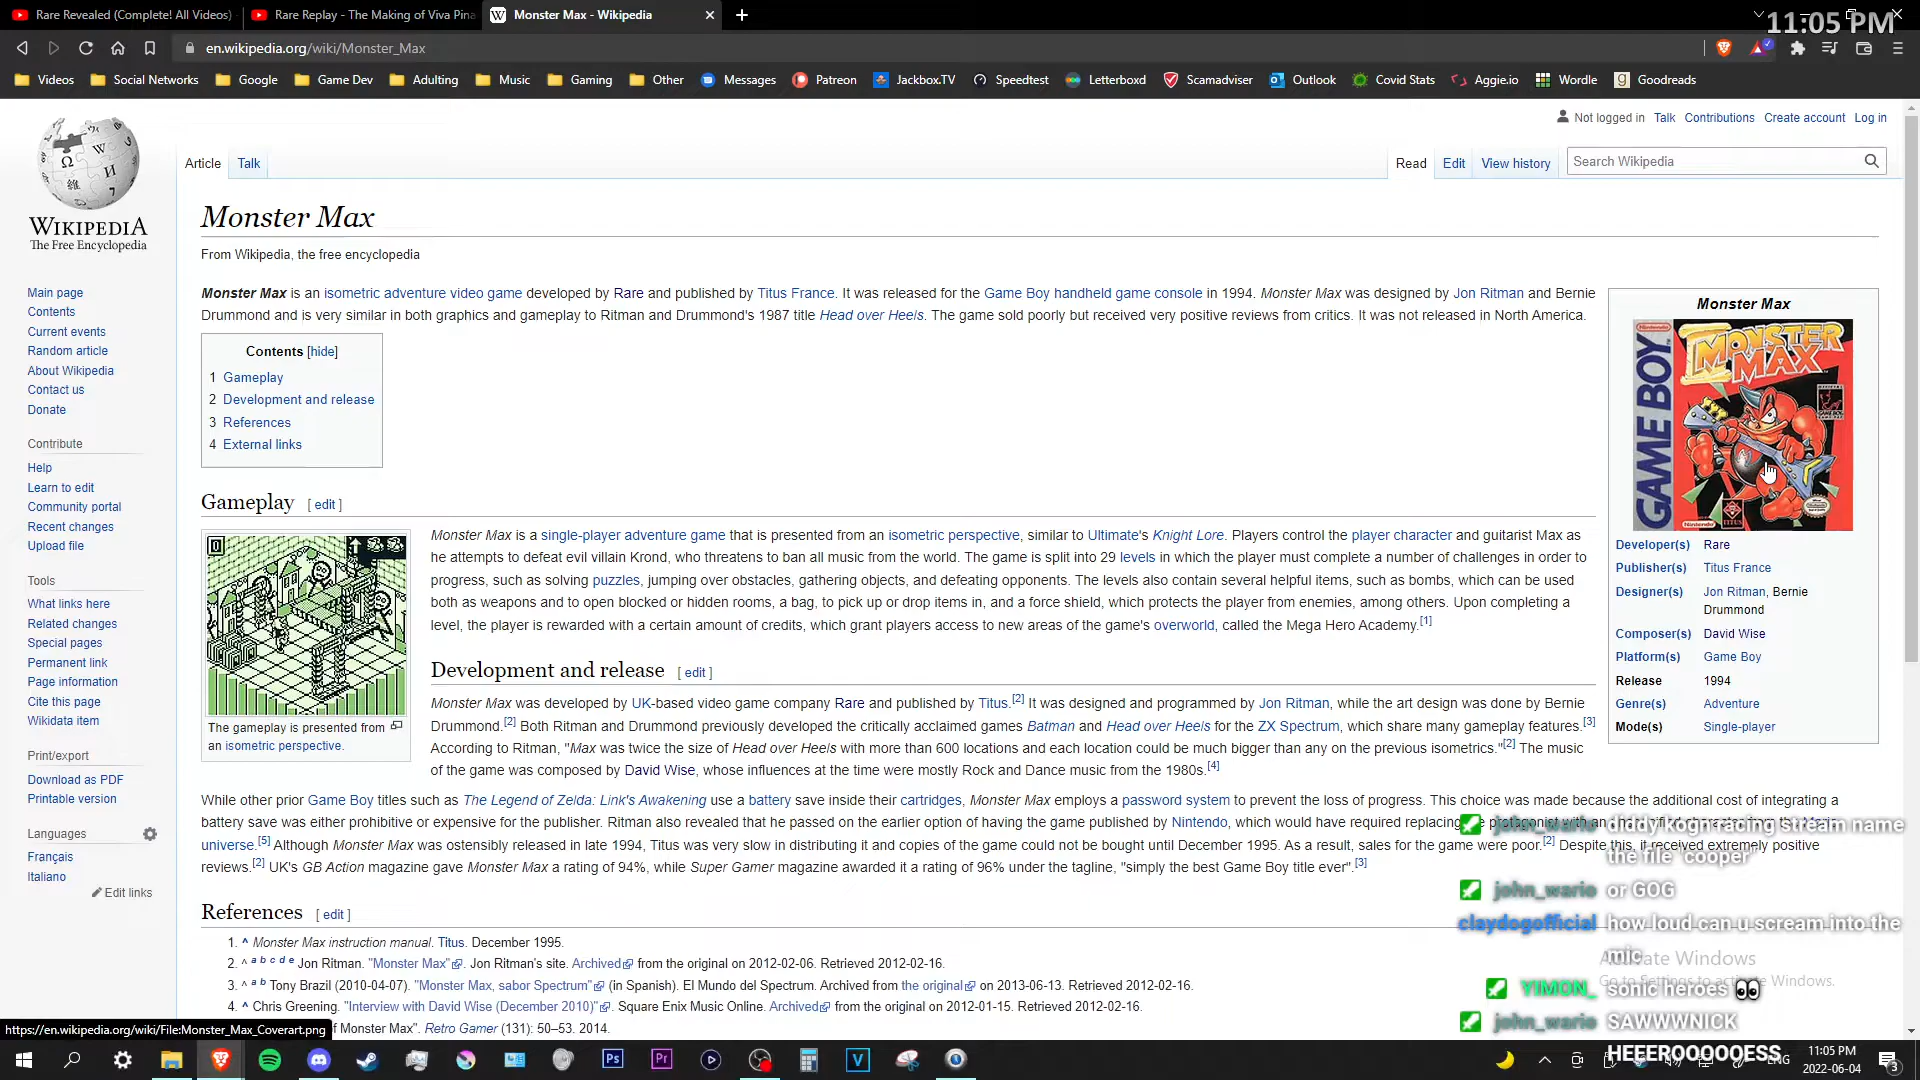 Rare Revealed (Complete! All Videos)
Rare Replay - The Making of Viva Pina
Monster Max - Wikipedia
11:05 PM
en.wikipedia.org/wiki/Monster_Max
Videos Social Networks Google Game Dev Adulting Music Gaming Other Messages Patreon Jackbox.TV Speedtest Letterboxd Scamadviser Outlook Covid Stats Aggie.io Wordle Goodreads
Not logged in Talk Contributions Create account Log in
Article Talk
Read Edit View history Search Wikipedia
WIKIPEDIA
The Free Encyclopedia
Main page
Contents
Current events
Random article
About Wikipedia
Contact us
Donate
Contribute
Help
Learn to edit
Community portal
Recent changes
Upload file
Tools
What links here
Related changes
Special pages
Permanent link
Page information
Cite this page
Wikidata item
Print/export
Download as PDF
Printable version
Languages
Français
Italiano
Edit links
Monster Max
From Wikipedia, the free encyclopedia
Monster Max is an isometric adventure video game developed by Rare and published by Titus France. It was released for the Game Boy handheld game console in 1994. Monster Max was designed by Jon Ritman and Bernie
Drummond and is very similar in both graphics and gameplay to Ritman and Drummond's 1987 title Head over Heels. The game sold poorly but received very positive reviews from critics. It was not released in North America.
Contents [hide]
1 Gameplay
2 Development and release
3 References
4 External links
Monster Max
Nintendo
GAME BOY
MONSTER
MAX
TITUS
Nintendo
Developer(s) Rare
Publisher(s) Titus France
Designer(s) Jon Ritman, Bernie
Drummond
Composer(s) David Wise
Platform(s) Game Boy
Release 1994
Genre(s) Adventure
Mode(s) Single-player
Gameplay [ edit ]
0
The gameplay is presented from
an isometric perspective.
Monster Max is a single-player adventure game that is presented from an isometric perspective, similar to Ultimate's Knight Lore. Players control the player character and guitarist Max as
he attempts to defeat evil villain Krond, who threatens to ban all music from the world. The game is split into 29 levels in which the player must complete a number of challenges in order to
progress, such as solving puzzles, jumping over obstacles, gathering objects, and defeating opponents. The levels also contain several helpful items, such as bombs, which can be used
both as weapons and to open blocked or hidden rooms, a bag, to pick up or drop items in, and a force shield, which protects the player from enemies, among others. Upon completing a
level, the player is rewarded with a certain amount of credits, which grant players access to new areas of the game's overworld, called the Mega Hero Academy.[1]
Development and release [ edit ]
Monster Max was developed by UK-based video game company Rare and published by Titus.[2] It was designed and programmed by Jon Ritman, while the art design was done by Bernie
Drummond.[2] Both Ritman and Drummond previously developed the critically acclaimed games Batman and Head over Heels for the ZX Spectrum, which share many gameplay features.[3]
According to Ritman, "Max was twice the size of Head over Heels with more than 600 locations and each location could be much bigger than any on the previous isometrics."[2] The music
of the game was composed by David Wise, whose influences at the time were mostly Rock and Dance music from the 1980s.[4]
While other prior Game Boy titles such as The Legend of Zelda: Link's Awakening use a battery save inside their cartridges, Monster Max employs a password system to prevent the loss of progress. This choice was made because the additional cost of integrating a
battery save was either prohibitive or expensive for the publisher. Ritman also revealed that he passed on the earlier option of having the game published by Nintendo, which would have required replacing
universe.[5] Although Monster Max was ostensibly released in late 1994, Titus was very slow in distributing it and copies of the game could not be bought until December 1995. As a result, sales for the game were poor.[2] Despite this, it received extremely positive
reviews.[2] UK's GB Action magazine gave Monster Max a rating of 94%, while Super Gamer magazine awarded it a rating of 96% under the tagline, "simply the best Game Boy title ever".[3]
References [ edit ]
1. ^ Monster Max instruction manual. Titus. December 1995.
2. ^ a b c d e Jon Ritman. "Monster Max". Jon Ritman's site. Archived from the original on 2012-02-06. Retrieved 2012-02-16.
3. ^ a b Tony Brazil (2010-04-07). "Monster Max, sabor Spectrum" (in Spanish). El Mundo del Spectrum. Archived from the original on 2013-06-13. Retrieved 2012-02-16.
4. ^ Chris Greening. "Interview with David Wise (December 2010)". Square Enix Music Online. Archived from the original on 2012-01-15. Retrieved 2012-02-16.
of Monster Max". Retro Gamer (131): 50–53. 2014.
john_wario diddy kogn racing stream name
the file "cooper"
john_wario or GOG
claydogofficial how loud can u scream into the
mic
YIMON_ sonic heroes
john_wario SAWWWNICK
HEEEROOOOOESS
Activate Windows
Go to Settings to activate Windows.
https://en.wikipedia.org/wiki/File:Monster_Max_Coverart.png
Ps Pr V
ENG
11:05 PM
2022-06-04
3